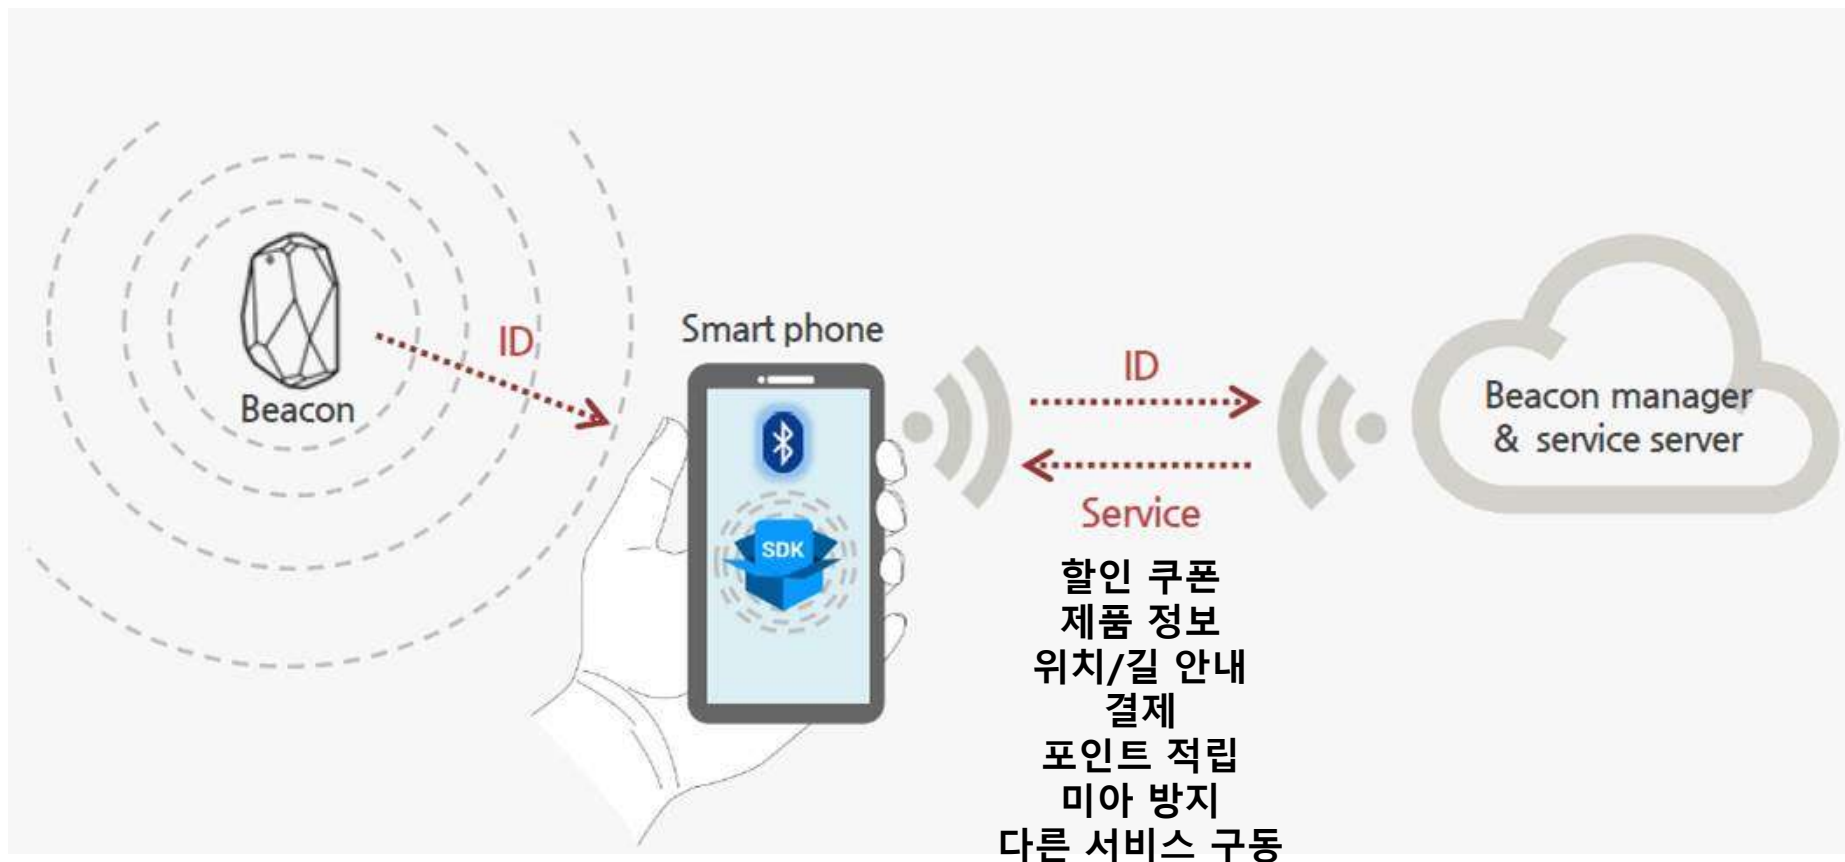 Beacon
ID
Smart phone
SDK
ID
Service
할인 쿠폰
제품 정보
위치/길 안내
결제
포인트 적립
미아 방지
다른 서비스 구동
Beacon manager
& service server